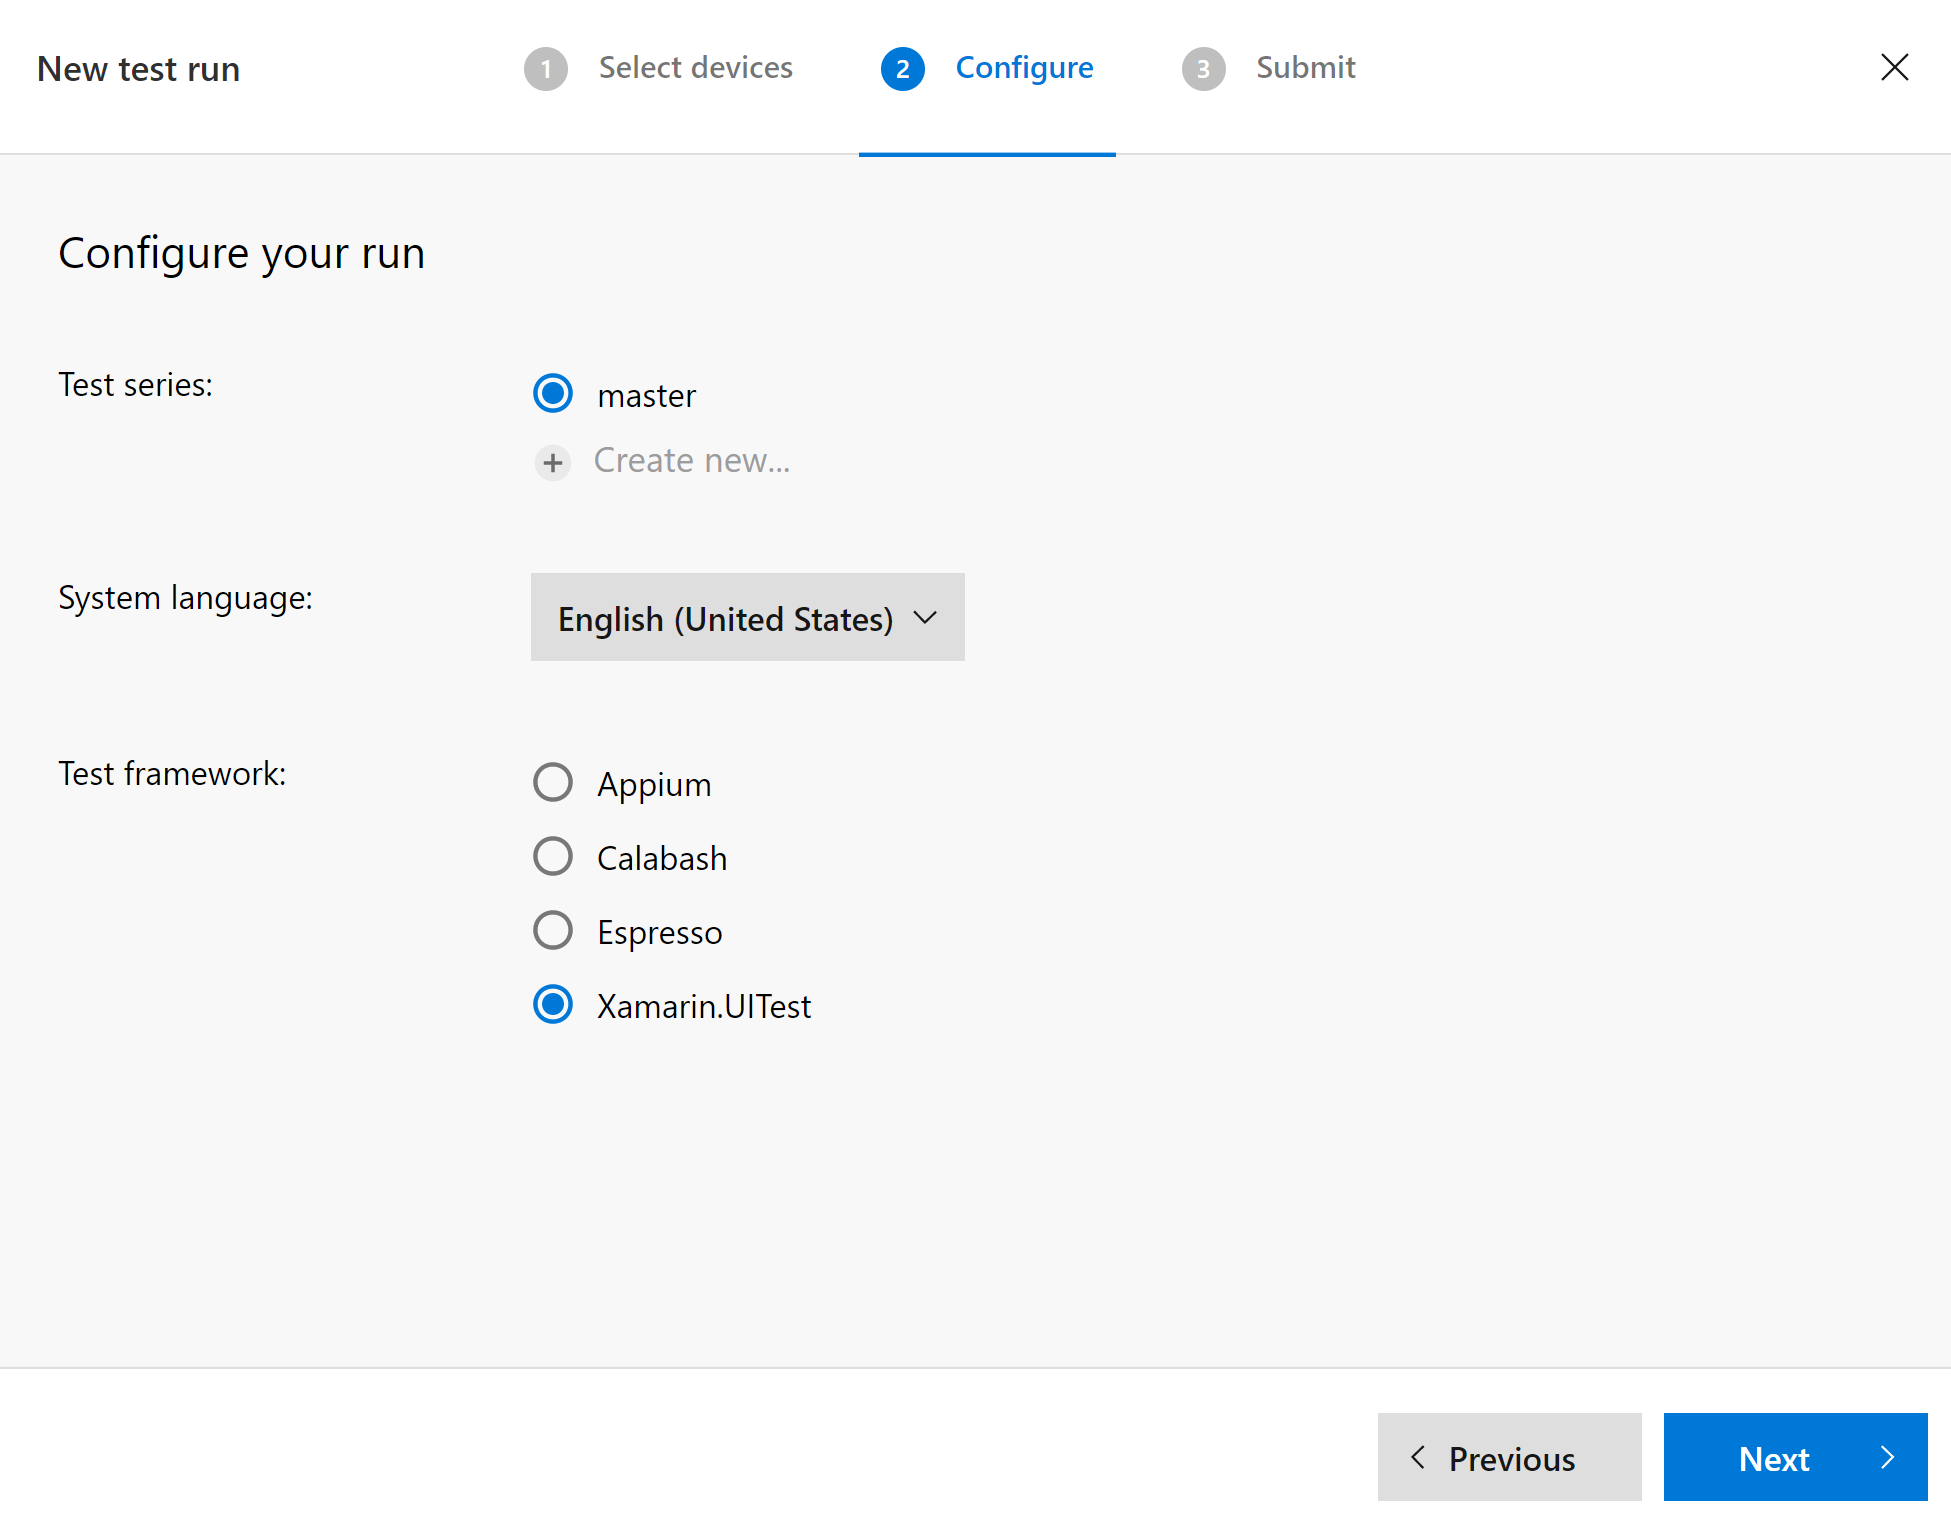 New test run
1 Select devices
2 Configure
3 Submit
Configure your run
Test series:
master
Create new...
System language:
English (United States)
Test framework:
Appium
Calabash
Espresso
Xamarin.UITest
Previous
Next